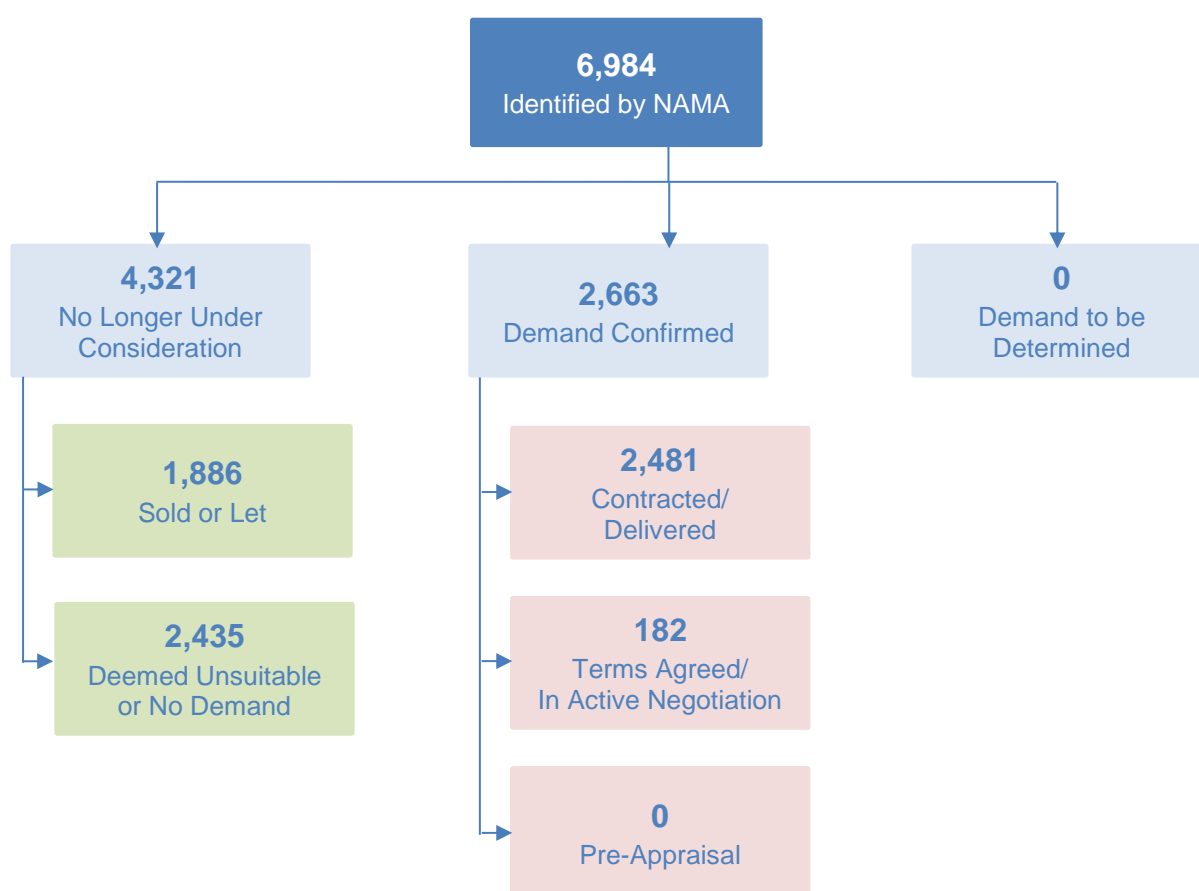 6,984
Identified by NAMA
4,321
No Longer Under
Consideration
2,663
Demand Confirmed
0
Demand to be
Determined
1,886
Sold or Let
2,435
Deemed Unsuitable
or No Demand
2,481
Contracted/
Delivered
182
Terms Agreed/
In Active Negotiation
0
Pre-Appraisal